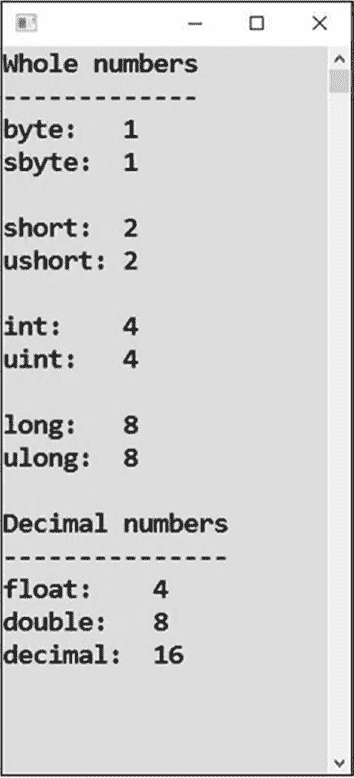 Whole numbers
-------------
byte:   1
sbyte:  1
short:  2
ushort: 2
int:    4
uint:   4
long:   8
ulong:  8
Decimal numbers
---------------
float:    4
double:   8
decimal:  16